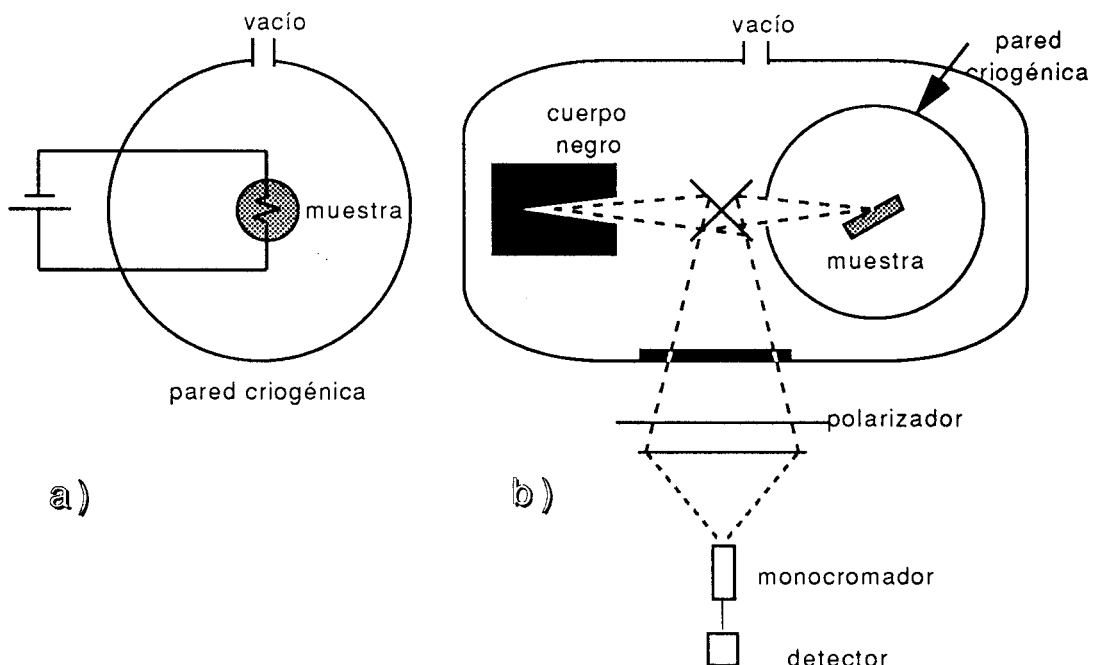 vacío
muestra
pared criogénica
a)
vacío
pared
criogénica
cuerpo
negro
muestra
polarizador
b)
monocromador
detector